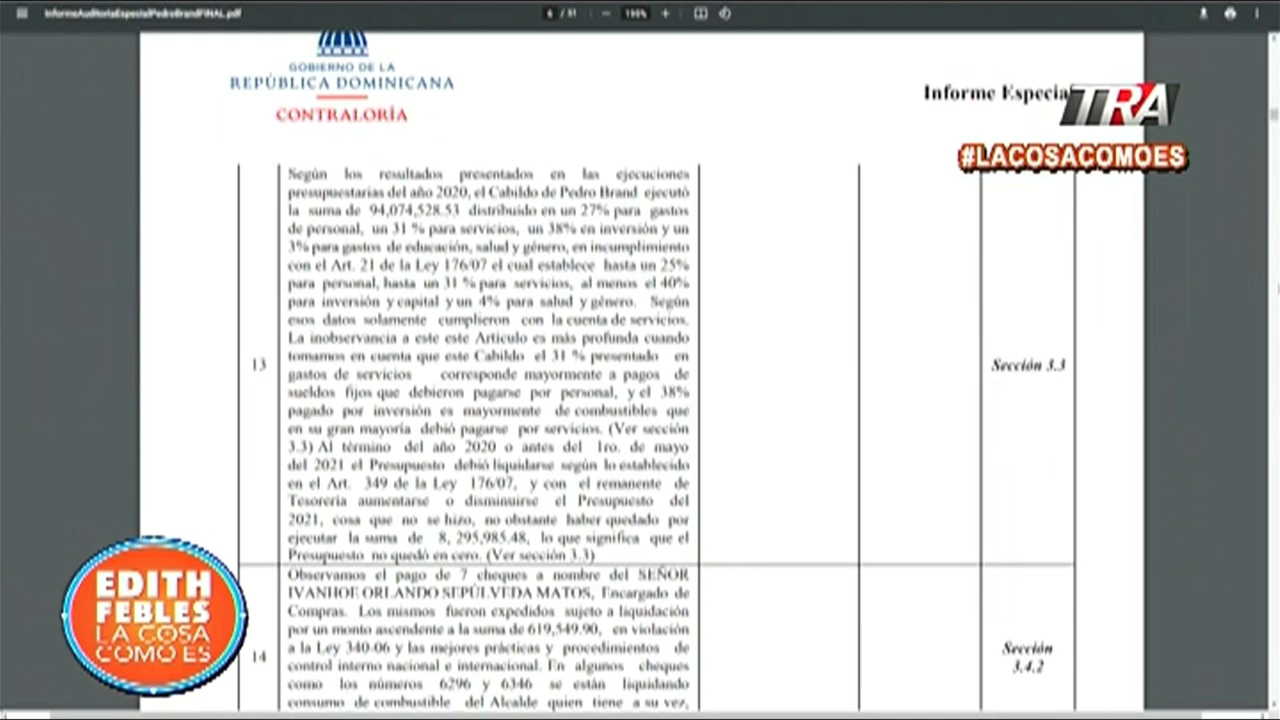 InformeAuditoriaEspecialPedroBrandFINAL.pdf
6 / 51
GOBIERNO DE LA
REPÚBLICA DOMINICANA
CONTRALORÍA
Informe Especial
TRA
#LACOSACOMOES
Según los resultados presentados en las ejecuciones
presupuestarias del año 2020, el Cabildo de Pedro Brand ejecutó
la suma de 94,074,528.53 distribuido en un 27% para gastos
de personal, un 31 % para servicios, un 38% en inversión y un
3% para gastos de educación, salud y género, en incumplimiento
con el Art. 21 de la Ley 176/07 el cual establece hasta un 25%
para personal, hasta un 31 % para servicios, al menos el 40%
para inversión y capital y un 4% para salud y género. Según
esos datos solamente cumplieron con la cuenta de servicios.
La inobservancia a este este Artículo es más profunda cuando
tomamos en cuenta que este Cabildo el 31 % presentado en
gastos de servicios corresponde mayormente a pagos de
sueldos fijos que debieron pagarse por personal, y el 38%
pagado por inversión es mayormente de combustibles que
en su gran mayoría debió pagarse por servicios. (Ver sección
3.3) Al término del año 2020 o antes del 1ro. de mayo
del 2021 el Presupuesto debió liquidarse según lo establecido
en el Art. 349 de la Ley 176/07, y con el remanente de
Tesorería aumentarse o disminuirse el Presupuesto del
2021, cosa que no se hizo, no obstante haber quedado por
ejecutar la suma de 8, 295,985.48, lo que significa que el
Presupuesto no quedó en cero. (Ver sección 3.3)
13
Sección 3.3
Observamos el pago de 7 cheques a nombre del SEÑOR
IVANHOE ORLANDO SEPÚLVEDA MATOS, Encargado de
Compras. Los mismos fueron expedidos sujeto a liquidación
por un monto ascendente a la suma de 619,549.90, en violación
a la Ley 340-06 y las mejores prácticas y procedimientos de
control interno nacional e internacional. En algunos cheques
como los números 6296 y 6346 se están liquidando
consumo de combustible del Alcalde quien tiene a su vez,
14
Sección
3.4.2
EDITH
FEBLES
LA COSA
COMO ES